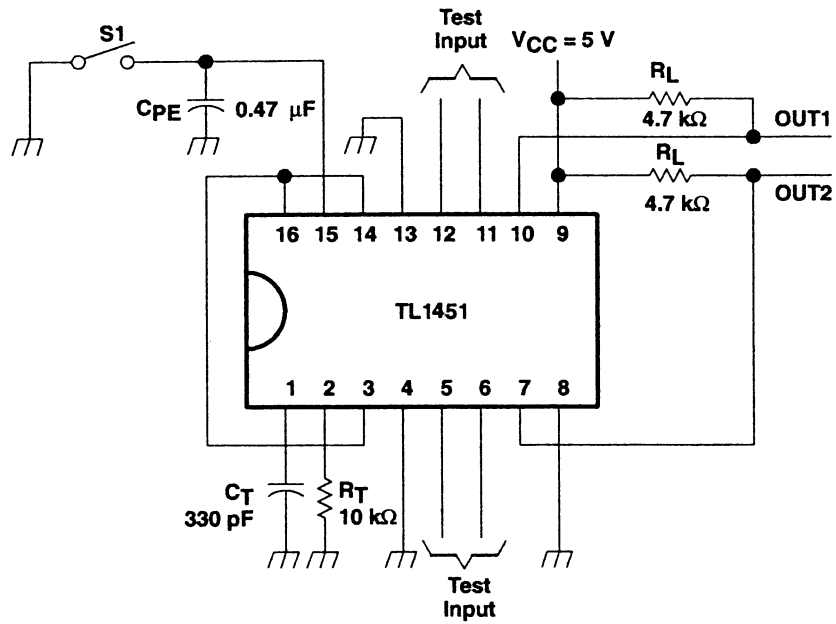 Test
Input
S1
VCC = 5 V
RL
4.7 kΩ
OUT1
CPE 0.47 μF
RL
4.7 kΩ
OUT2
16 15 14 13 12 11 10 9
TL1451
1 2 3 4 5 6 7 8
CT
330 pF
RT
10 kΩ
Test
Input